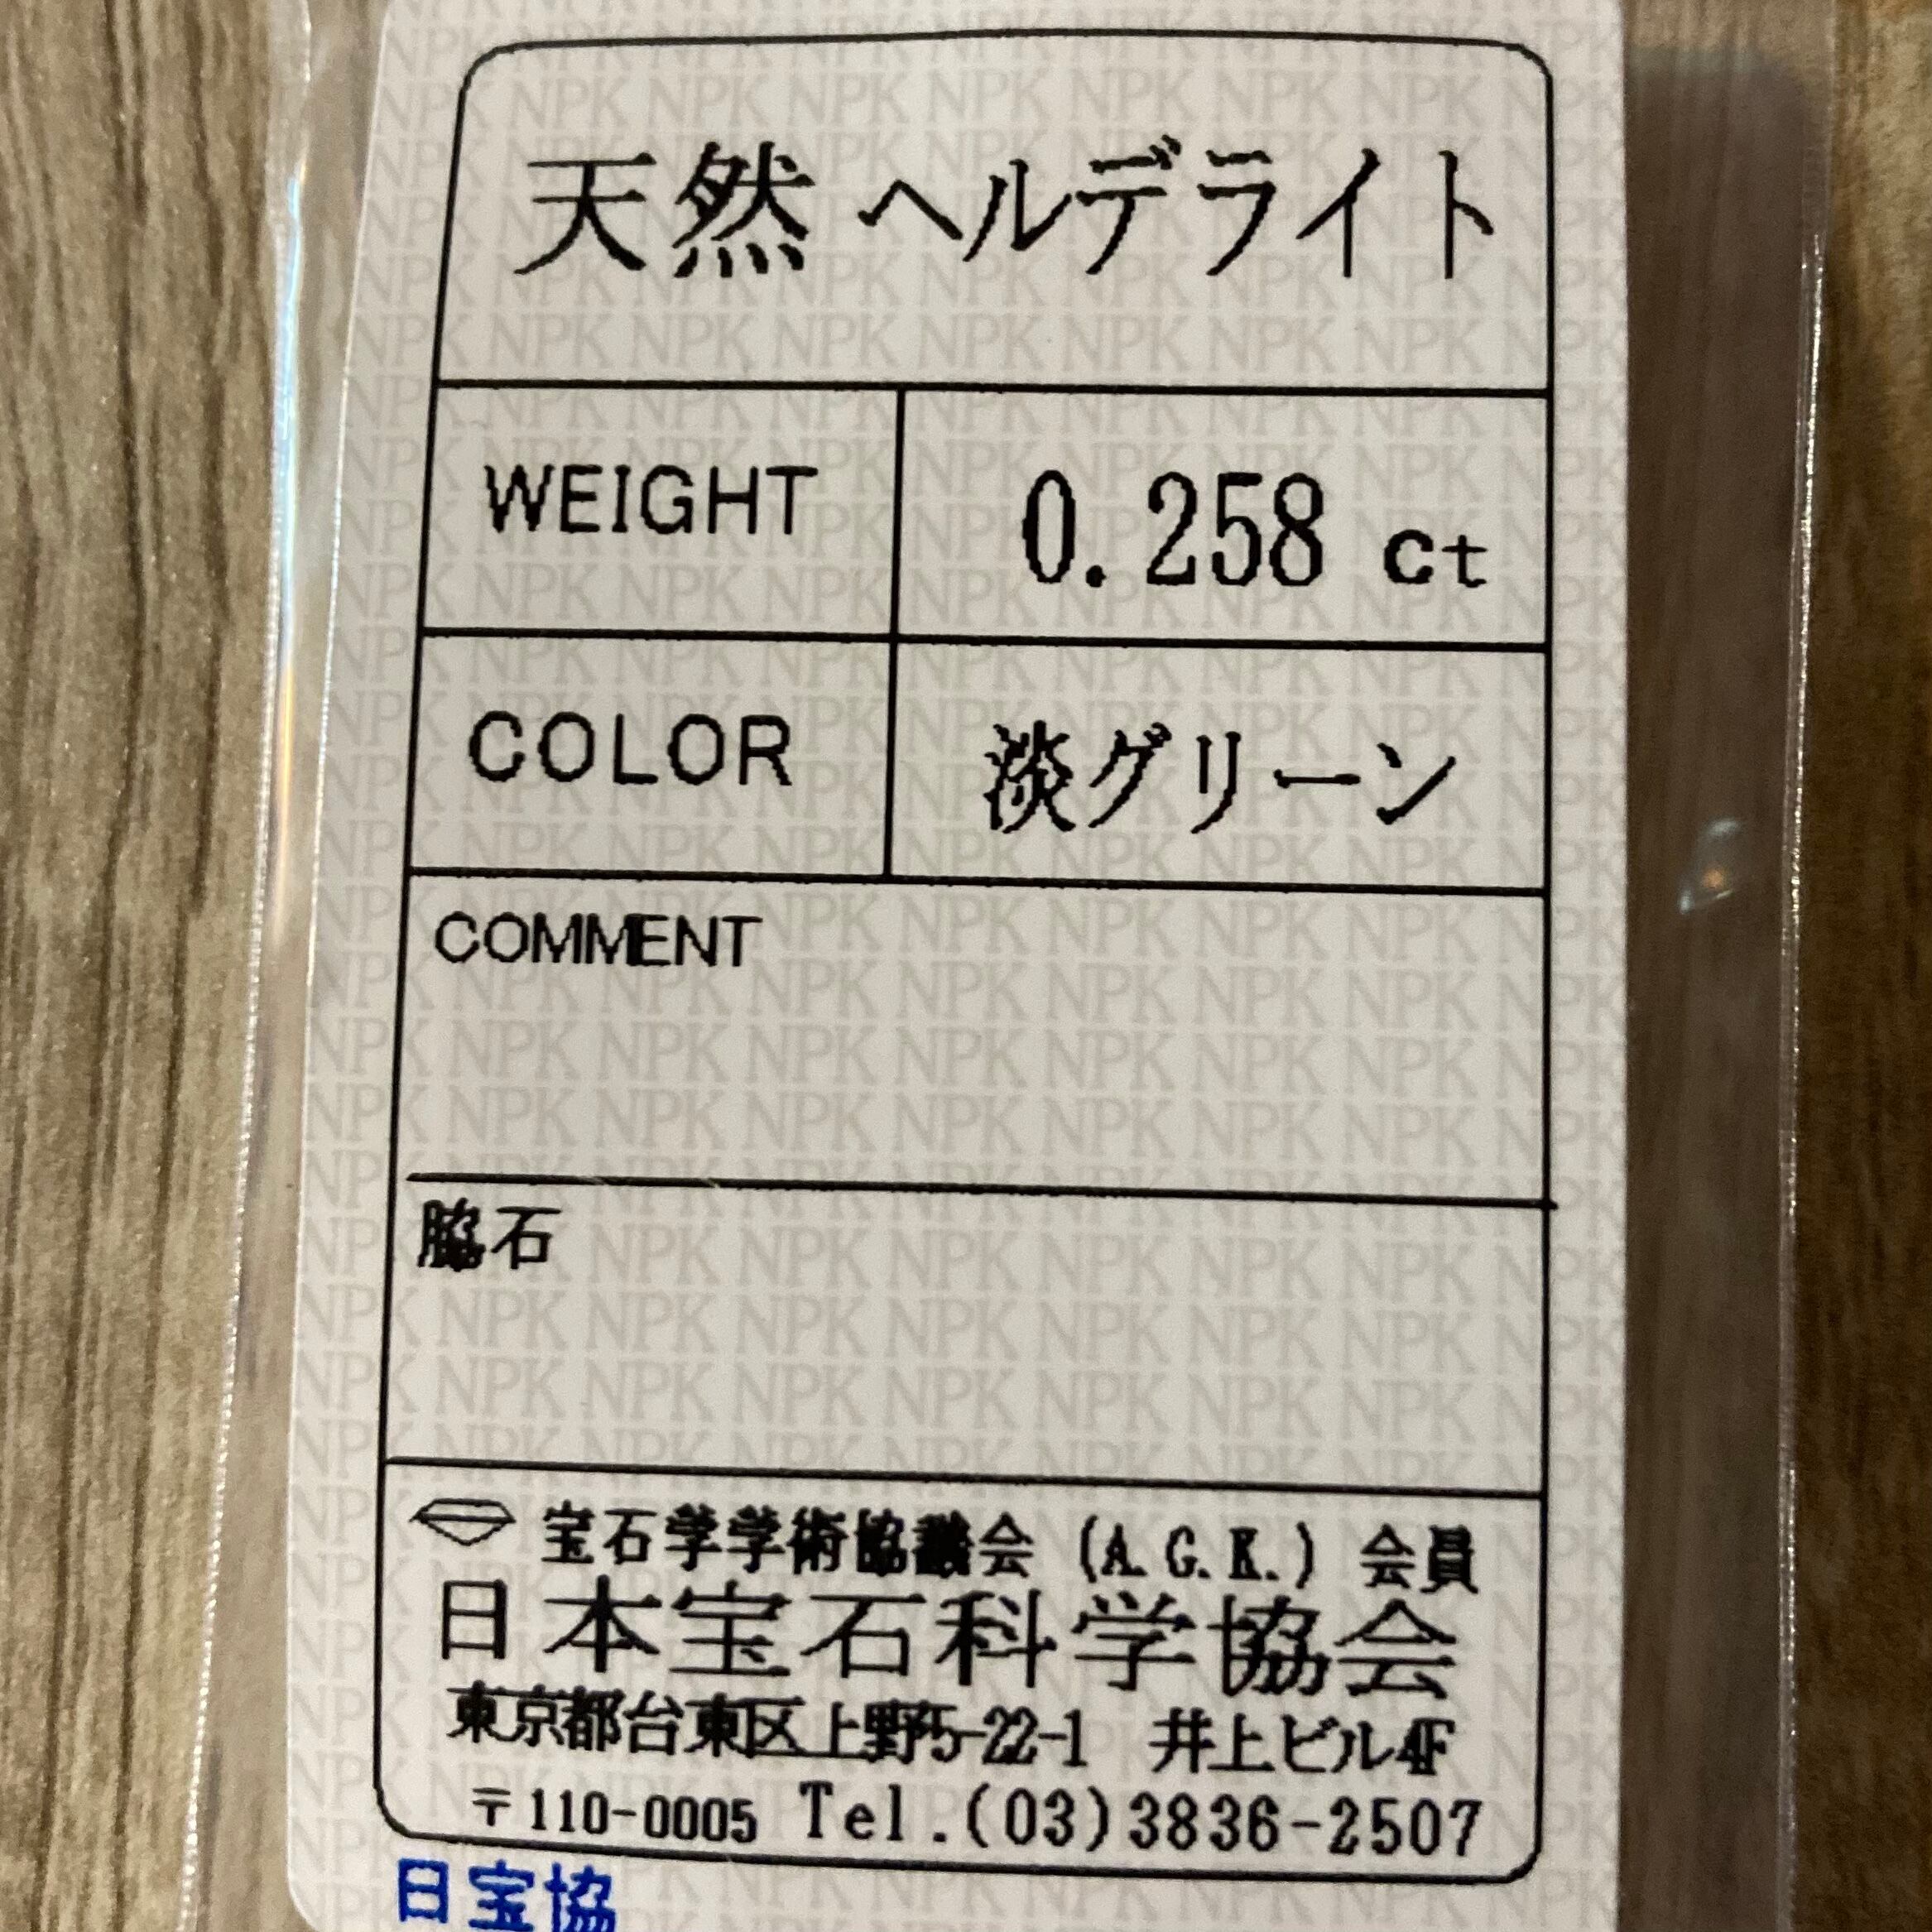 天然 ヘルデライト
WEIGHT 0.258 ct
COLOR 淡グリーン
COMMENT
脇石
宝石学学術協議会 (A.G.K.) 会員
日本宝石科学協会
東京都台東区上野5-22-1 井上ビル4F
〒110-0005 Tel.(03)3836-2507
日宝協